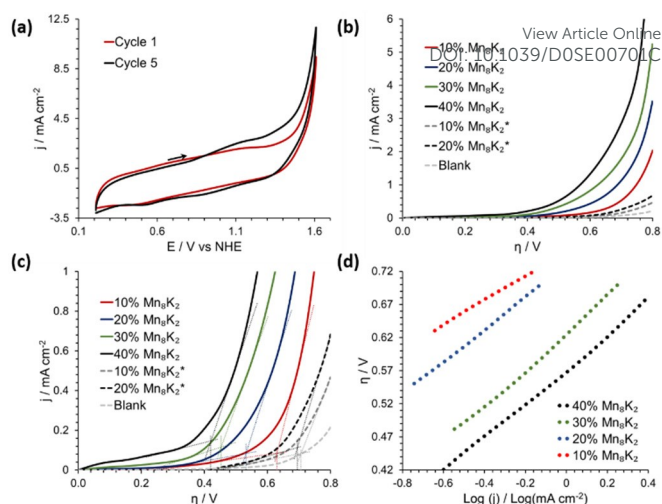 (a)
Cycle 1
Cycle 5
j / mA cm⁻²
12.5
8.5
4.5
0.5
-3.5
0.1 0.6 1.1 1.6
E / V vs NHE
(b)
View Article Online
DOI: 10.1039/D0SE00701C
10% Mn₈K₂
20% Mn₈K₂
30% Mn₈K₂
40% Mn₈K₂
10% Mn₈K₂*
20% Mn₈K₂*
Blank
j / mA cm⁻²
6
5
4
3
2
1
0
0.0 0.2 0.4 0.6 0.8
η / V
(c)
10% Mn₈K₂
20% Mn₈K₂
30% Mn₈K₂
40% Mn₈K₂
10% Mn₈K₂*
20% Mn₈K₂*
Blank
j / mA cm⁻²
1
0.8
0.6
0.4
0.2
0
0.0 0.2 0.4 0.6 0.8
η / V
(d)
η / V
0.72
0.67
0.62
0.57
0.52
0.47
0.42
40% Mn₈K₂
30% Mn₈K₂
20% Mn₈K₂
10% Mn₈K₂
-0.8 -0.4 0 0.4
Log (j) / Log(mA cm⁻²)